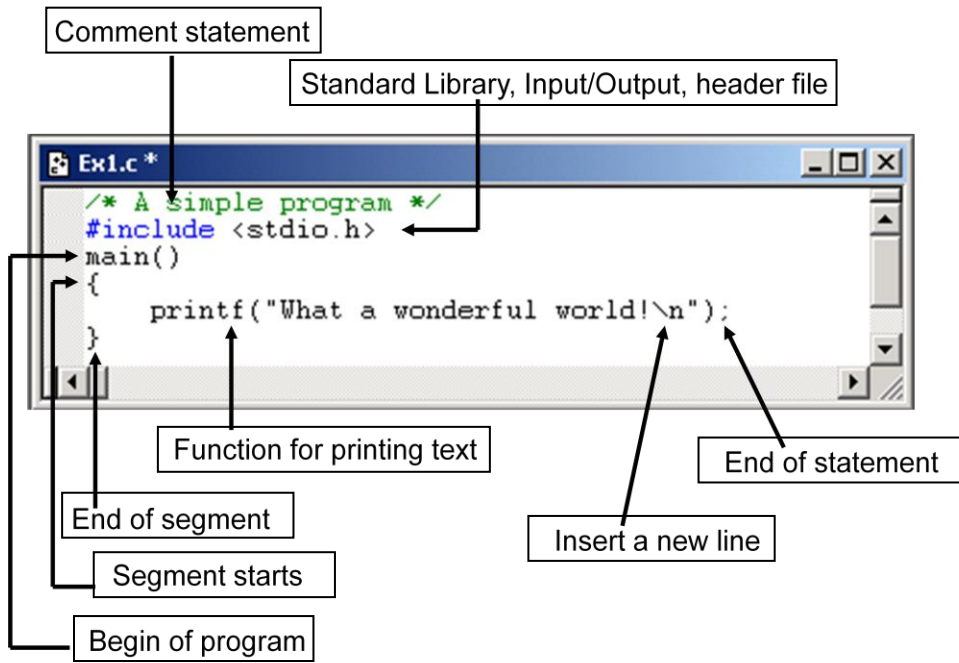 Comment statement
Standard Library, Input/Output, header file
Ex1.c *
/* A simple program */
#include <stdio.h>
main()
{
printf("What a wonderful world!\n");
}
Function for printing text
End of statement
End of segment
Insert a new line
Segment starts
Begin of program